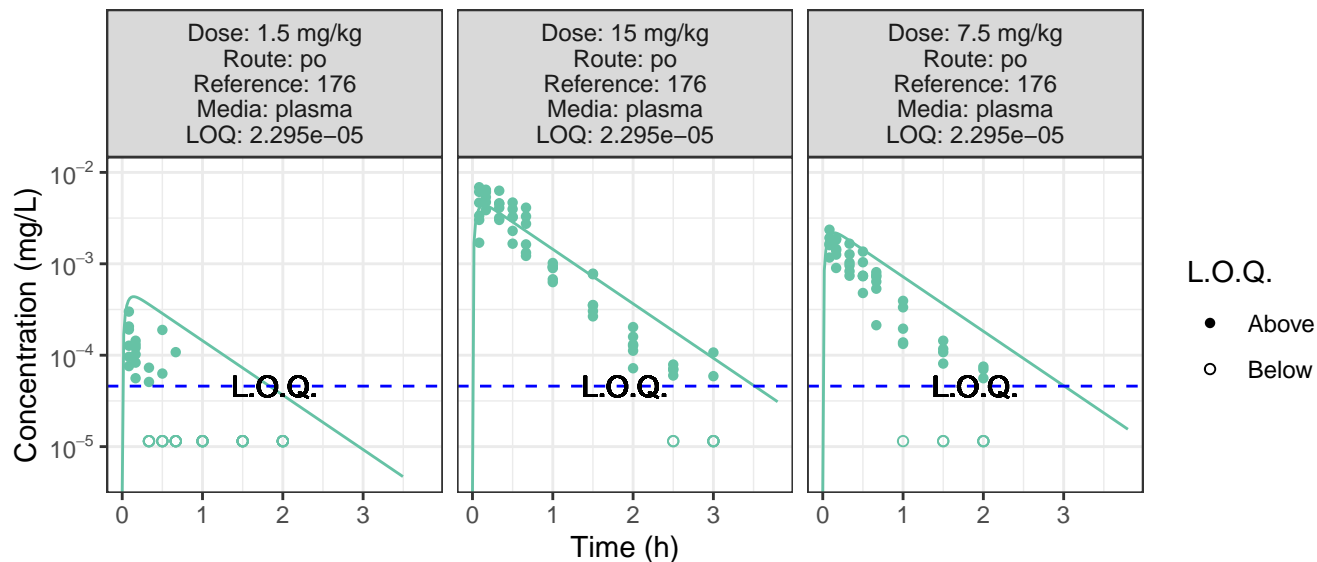 Dose: 1.5 mg/kg
Route: po
Reference: 176
Media: plasma
LOQ: 2.295e−05
Dose: 15 mg/kg
Route: po
Reference: 176
Media: plasma
LOQ: 2.295e−05
Dose: 7.5 mg/kg
Route: po
Reference: 176
Media: plasma
LOQ: 2.295e−05
Concentration (mg/L)
10⁻²
10⁻³
10⁻⁴
10⁻⁵
L.O.Q.
L.O.Q.
L.O.Q.
0 1 2 3
0 1 2 3
0 1 2 3
Time (h)
L.O.Q.
Above
Below